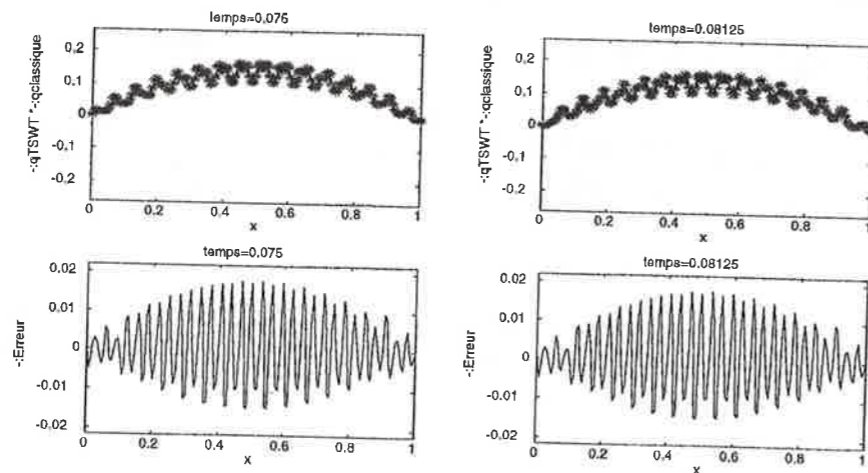 temps=0,075
0,2
0,1
0
-0,1
-0,2
-:qTSWT *-:qclassique
0 0.2 0.4 0.6 0.8 1
x
temps=0.08125
0,2
0,1
0
-0,1
-0,2
-:qTSWT *-:qclassique
0 0.2 0.4 0.6 0.8 1
x
temps=0.075
0.02
0.01
0
-0.01
-0.02
-:Erreur
0 0.2 0.4 0.6 0.8 1
x
temps=0.08125
0.02
0.01
0
-0.01
-0.02
-:Erreur
0 0.2 0.4 0.6 0.8 1
x